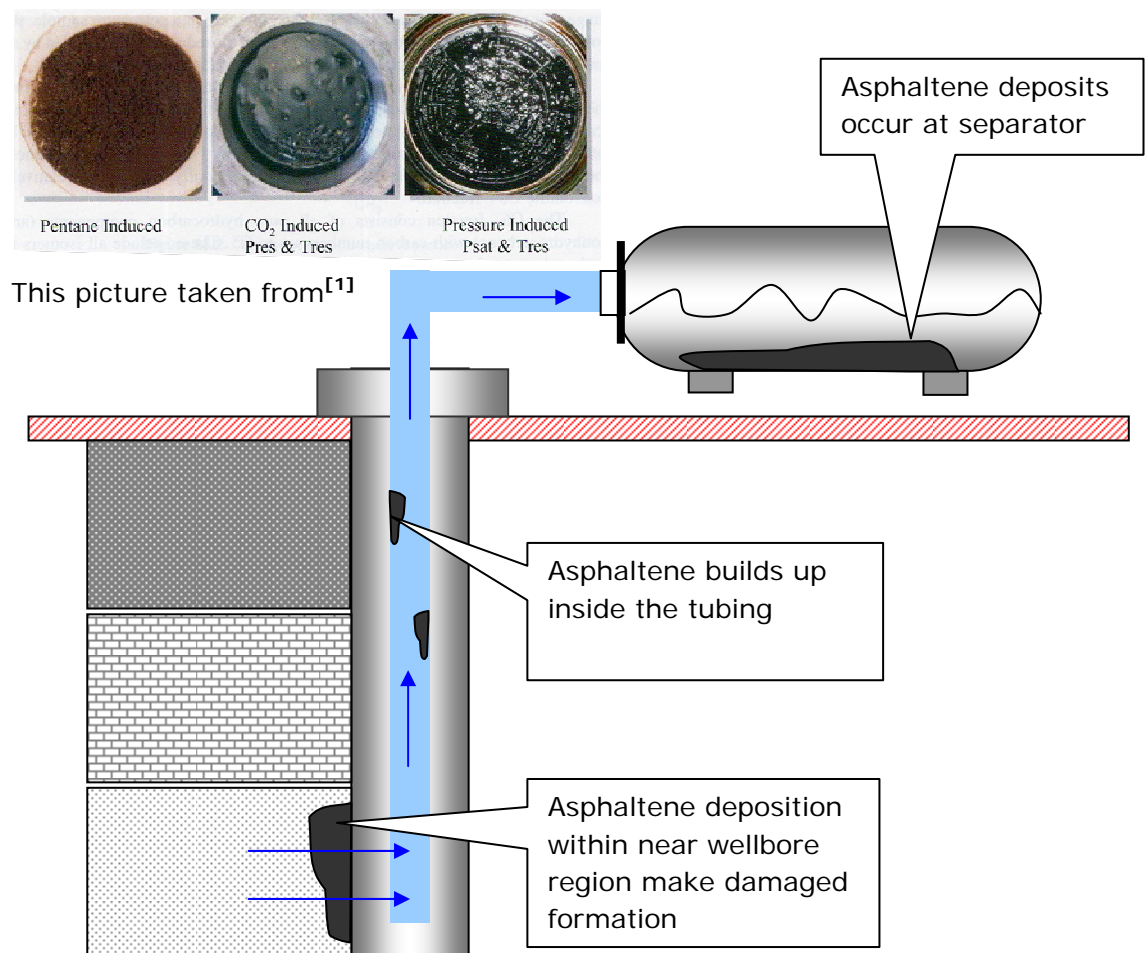 Pentane Induced
CO₂ Induced
Pres & Tres
Pressure Induced
Psat & Tres
This picture taken from[1]
Asphaltene deposits
occur at separator
Asphaltene builds up
inside the tubing
Asphaltene deposition
within near wellbore
region make damaged
formation